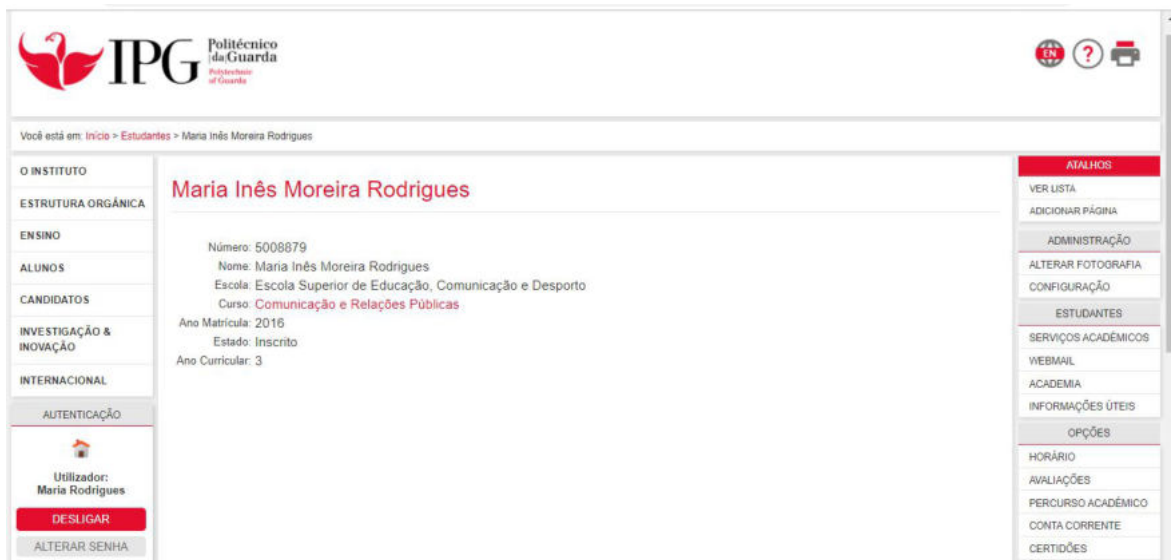 IPG
Politécnico
|da|Guarda
Polytechnic
of Guarda
EN
?
Você está em: Início > Estudantes > Maria Inês Moreira Rodrigues
O INSTITUTO
ESTRUTURA ORGÂNICA
ENSINO
ALUNOS
CANDIDATOS
INVESTIGAÇÃO &
INOVAÇÃO
INTERNACIONAL
AUTENTICAÇÃO
Utilizador:
Maria Rodrigues
DESLIGAR
ALTERAR SENHA
Maria Inês Moreira Rodrigues
Número: 5008879
Nome: Maria Inês Moreira Rodrigues
Escola: Escola Superior de Educação, Comunicação e Desporto
Curso: Comunicação e Relações Públicas
Ano Matrícula: 2016
Estado: Inscrito
Ano Curricular: 3
ATALHOS
VER LISTA
ADICIONAR PÁGINA
ADMINISTRAÇÃO
ALTERAR FOTOGRAFIA
CONFIGURAÇÃO
ESTUDANTES
SERVIÇOS ACADÉMICOS
WEBMAIL
ACADEMIA
INFORMAÇÕES ÚTEIS
OPÇÕES
HORÁRIO
AVALIAÇÕES
PERCURSO ACADÉMICO
CONTA CORRENTE
CERTIDÕES